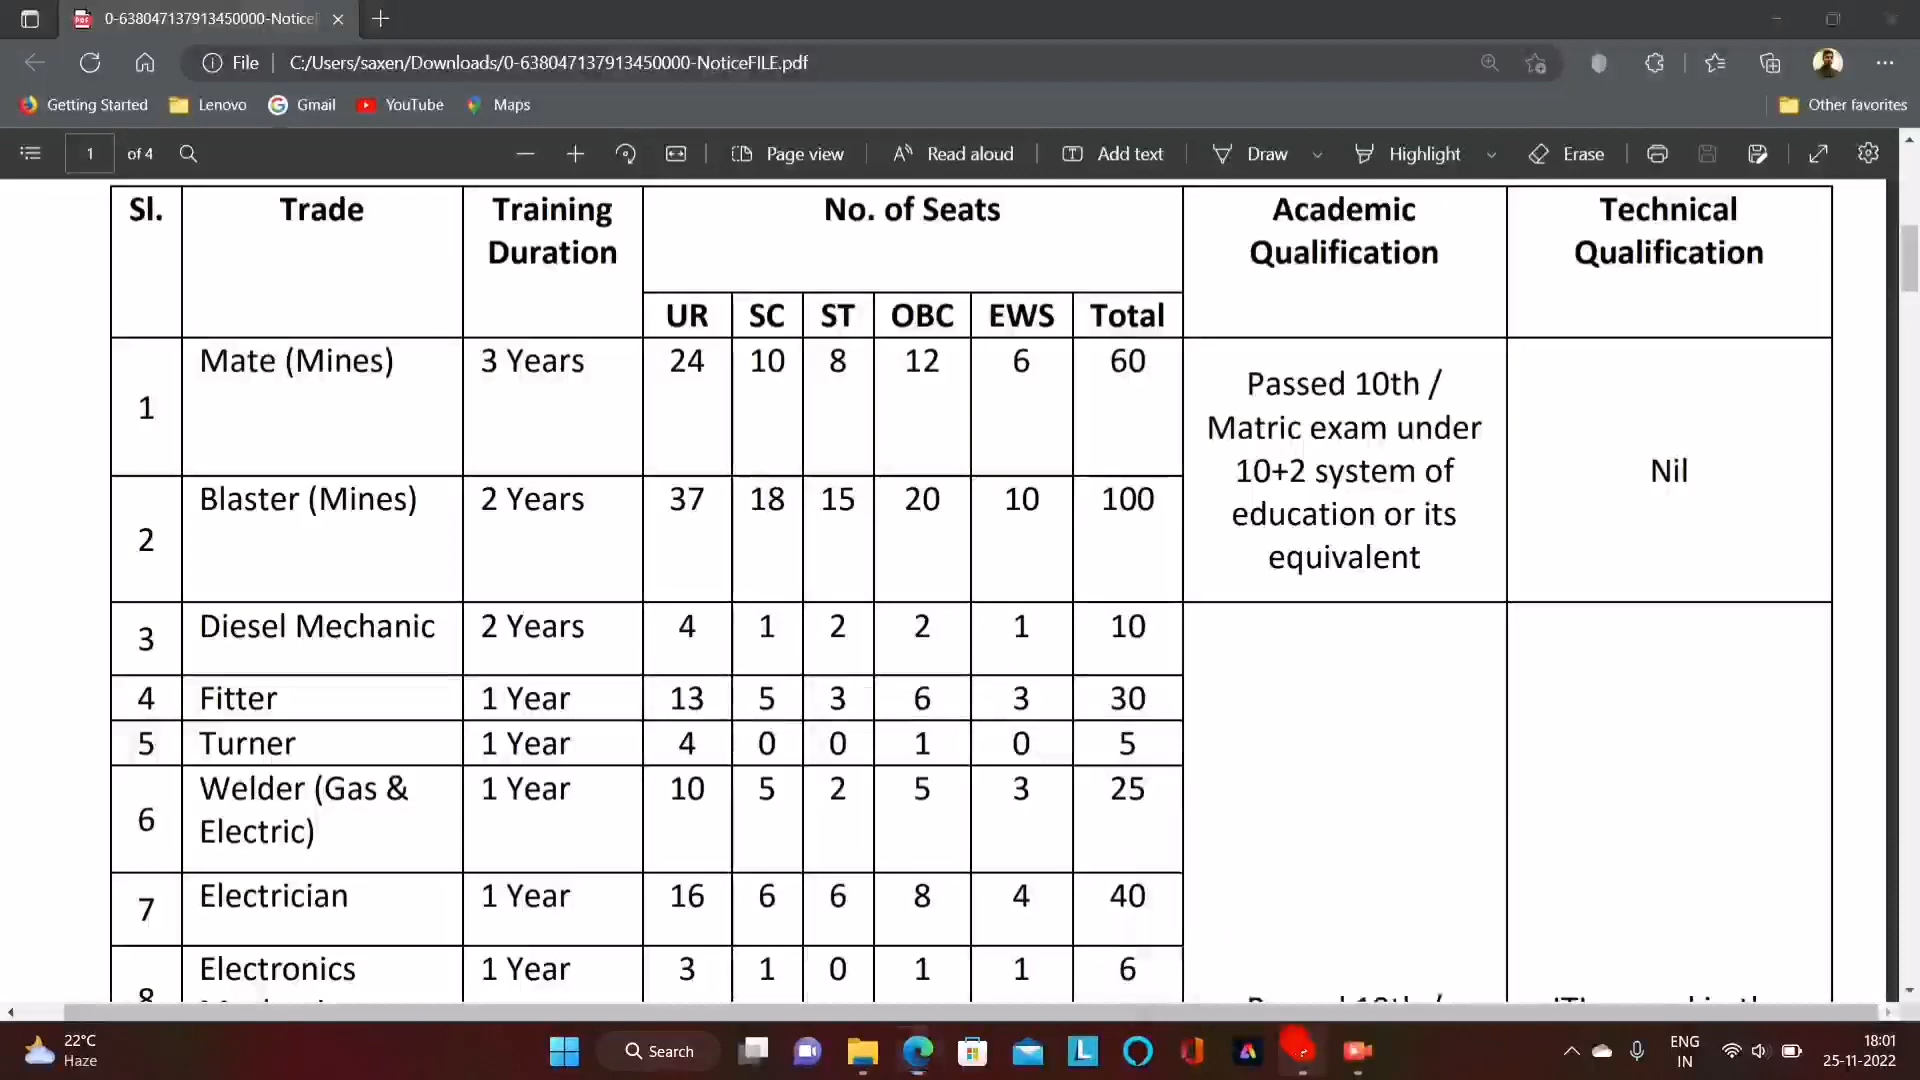 0-638047137913450000-Notice
File C:/Users/saxen/Downloads/0-638047137913450000-NoticeFILE.pdf
Getting Started Lenovo Gmail YouTube Maps Other favorites
1 of 4 Page view Read aloud Add text Draw Highlight Erase
Sl. Trade Training Duration No. of Seats Academic Qualification Technical Qualification
UR SC ST OBC EWS Total
1 Mate (Mines) 3 Years 24 10 8 12 6 60
Passed 10th /
Matric exam under
10+2 system of
education or its
equivalent
Nil
2 Blaster (Mines) 2 Years 37 18 15 20 10 100
3 Diesel Mechanic 2 Years 4 1 2 2 1 10
4 Fitter 1 Year 13 5 3 6 3 30
5 Turner 1 Year 4 0 0 1 0 5
6 Welder (Gas & Electric) 1 Year 10 5 2 5 3 25
7 Electrician 1 Year 16 6 6 8 4 40
8 Electronics 1 Year 3 1 0 1 1 6
22°C
Haze
Search
ENG
IN
18:01
25-11-2022